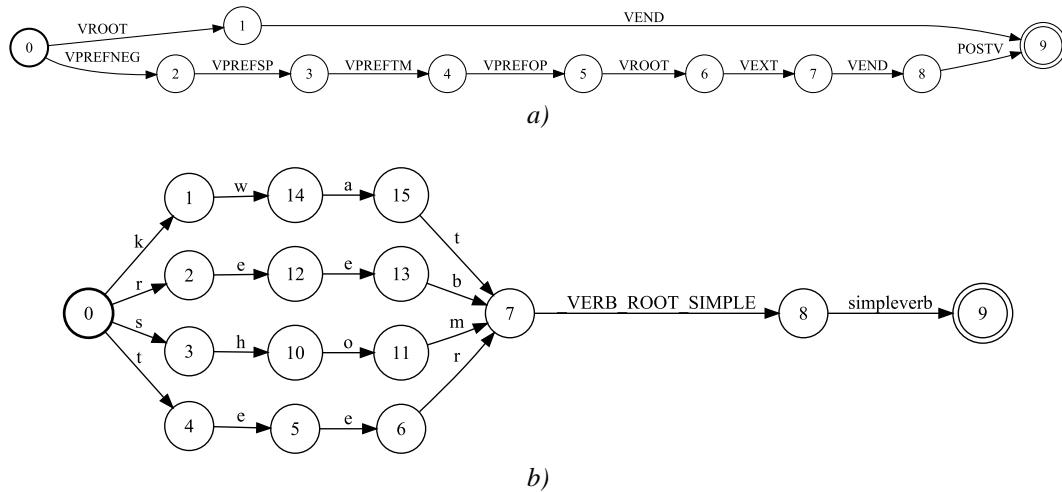 VROOT VEND
0 1 9
VPREFNEG VPREFSP VPREFTM VPREFOP VROOT VEXT VEND POSTV
2 3 4 5 6 7 8
a)
k 1 w 14 a 15 t
r 2 e 12 e 13 b
0 7 _VERB_ROOT_SIMPLE 8 simpleverb 9
s 3 h 10 o 11 m
t 4 e 5 e 6 r
b)